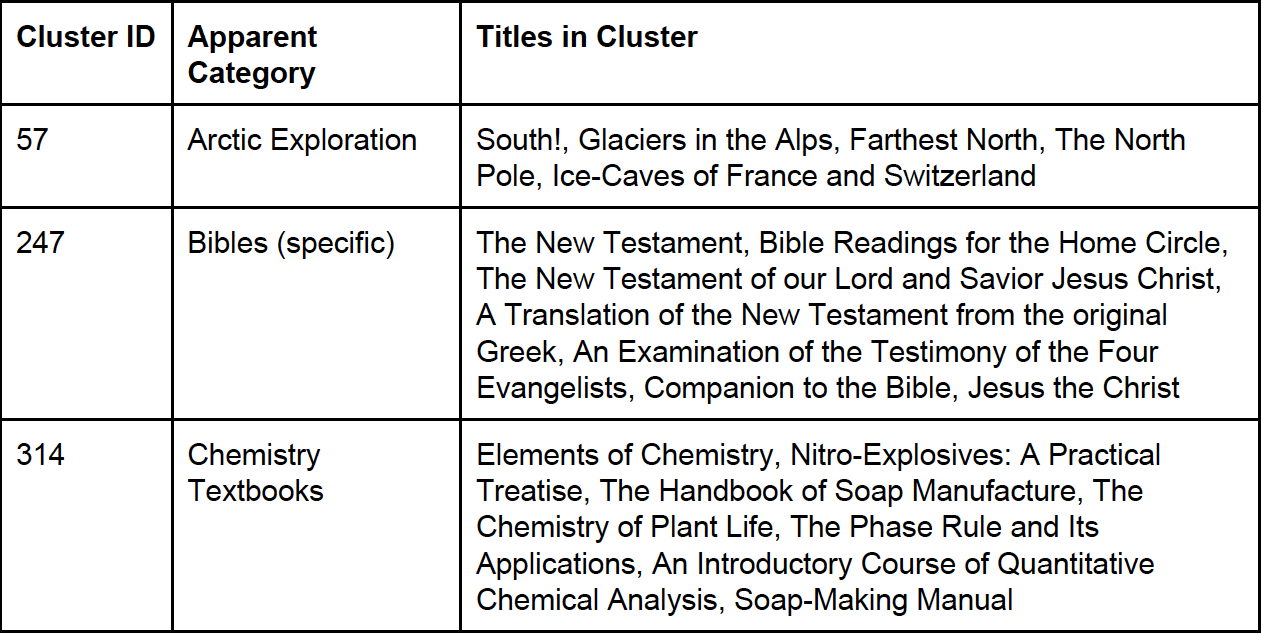 Cluster ID
Apparent
Category
Titles in Cluster
57
Arctic Exploration
South!, Glaciers in the Alps, Farthest North, The North
Pole, Ice-Caves of France and Switzerland
247
Bibles (specific)
The New Testament, Bible Readings for the Home Circle,
The New Testament of our Lord and Savior Jesus Christ,
A Translation of the New Testament from the original
Greek, An Examination of the Testimony of the Four
Evangelists, Companion to the Bible, Jesus the Christ
314
Chemistry
Textbooks
Elements of Chemistry, Nitro-Explosives: A Practical
Treatise, The Handbook of Soap Manufacture, The
Chemistry of Plant Life, The Phase Rule and Its
Applications, An Introductory Course of Quantitative
Chemical Analysis, Soap-Making Manual